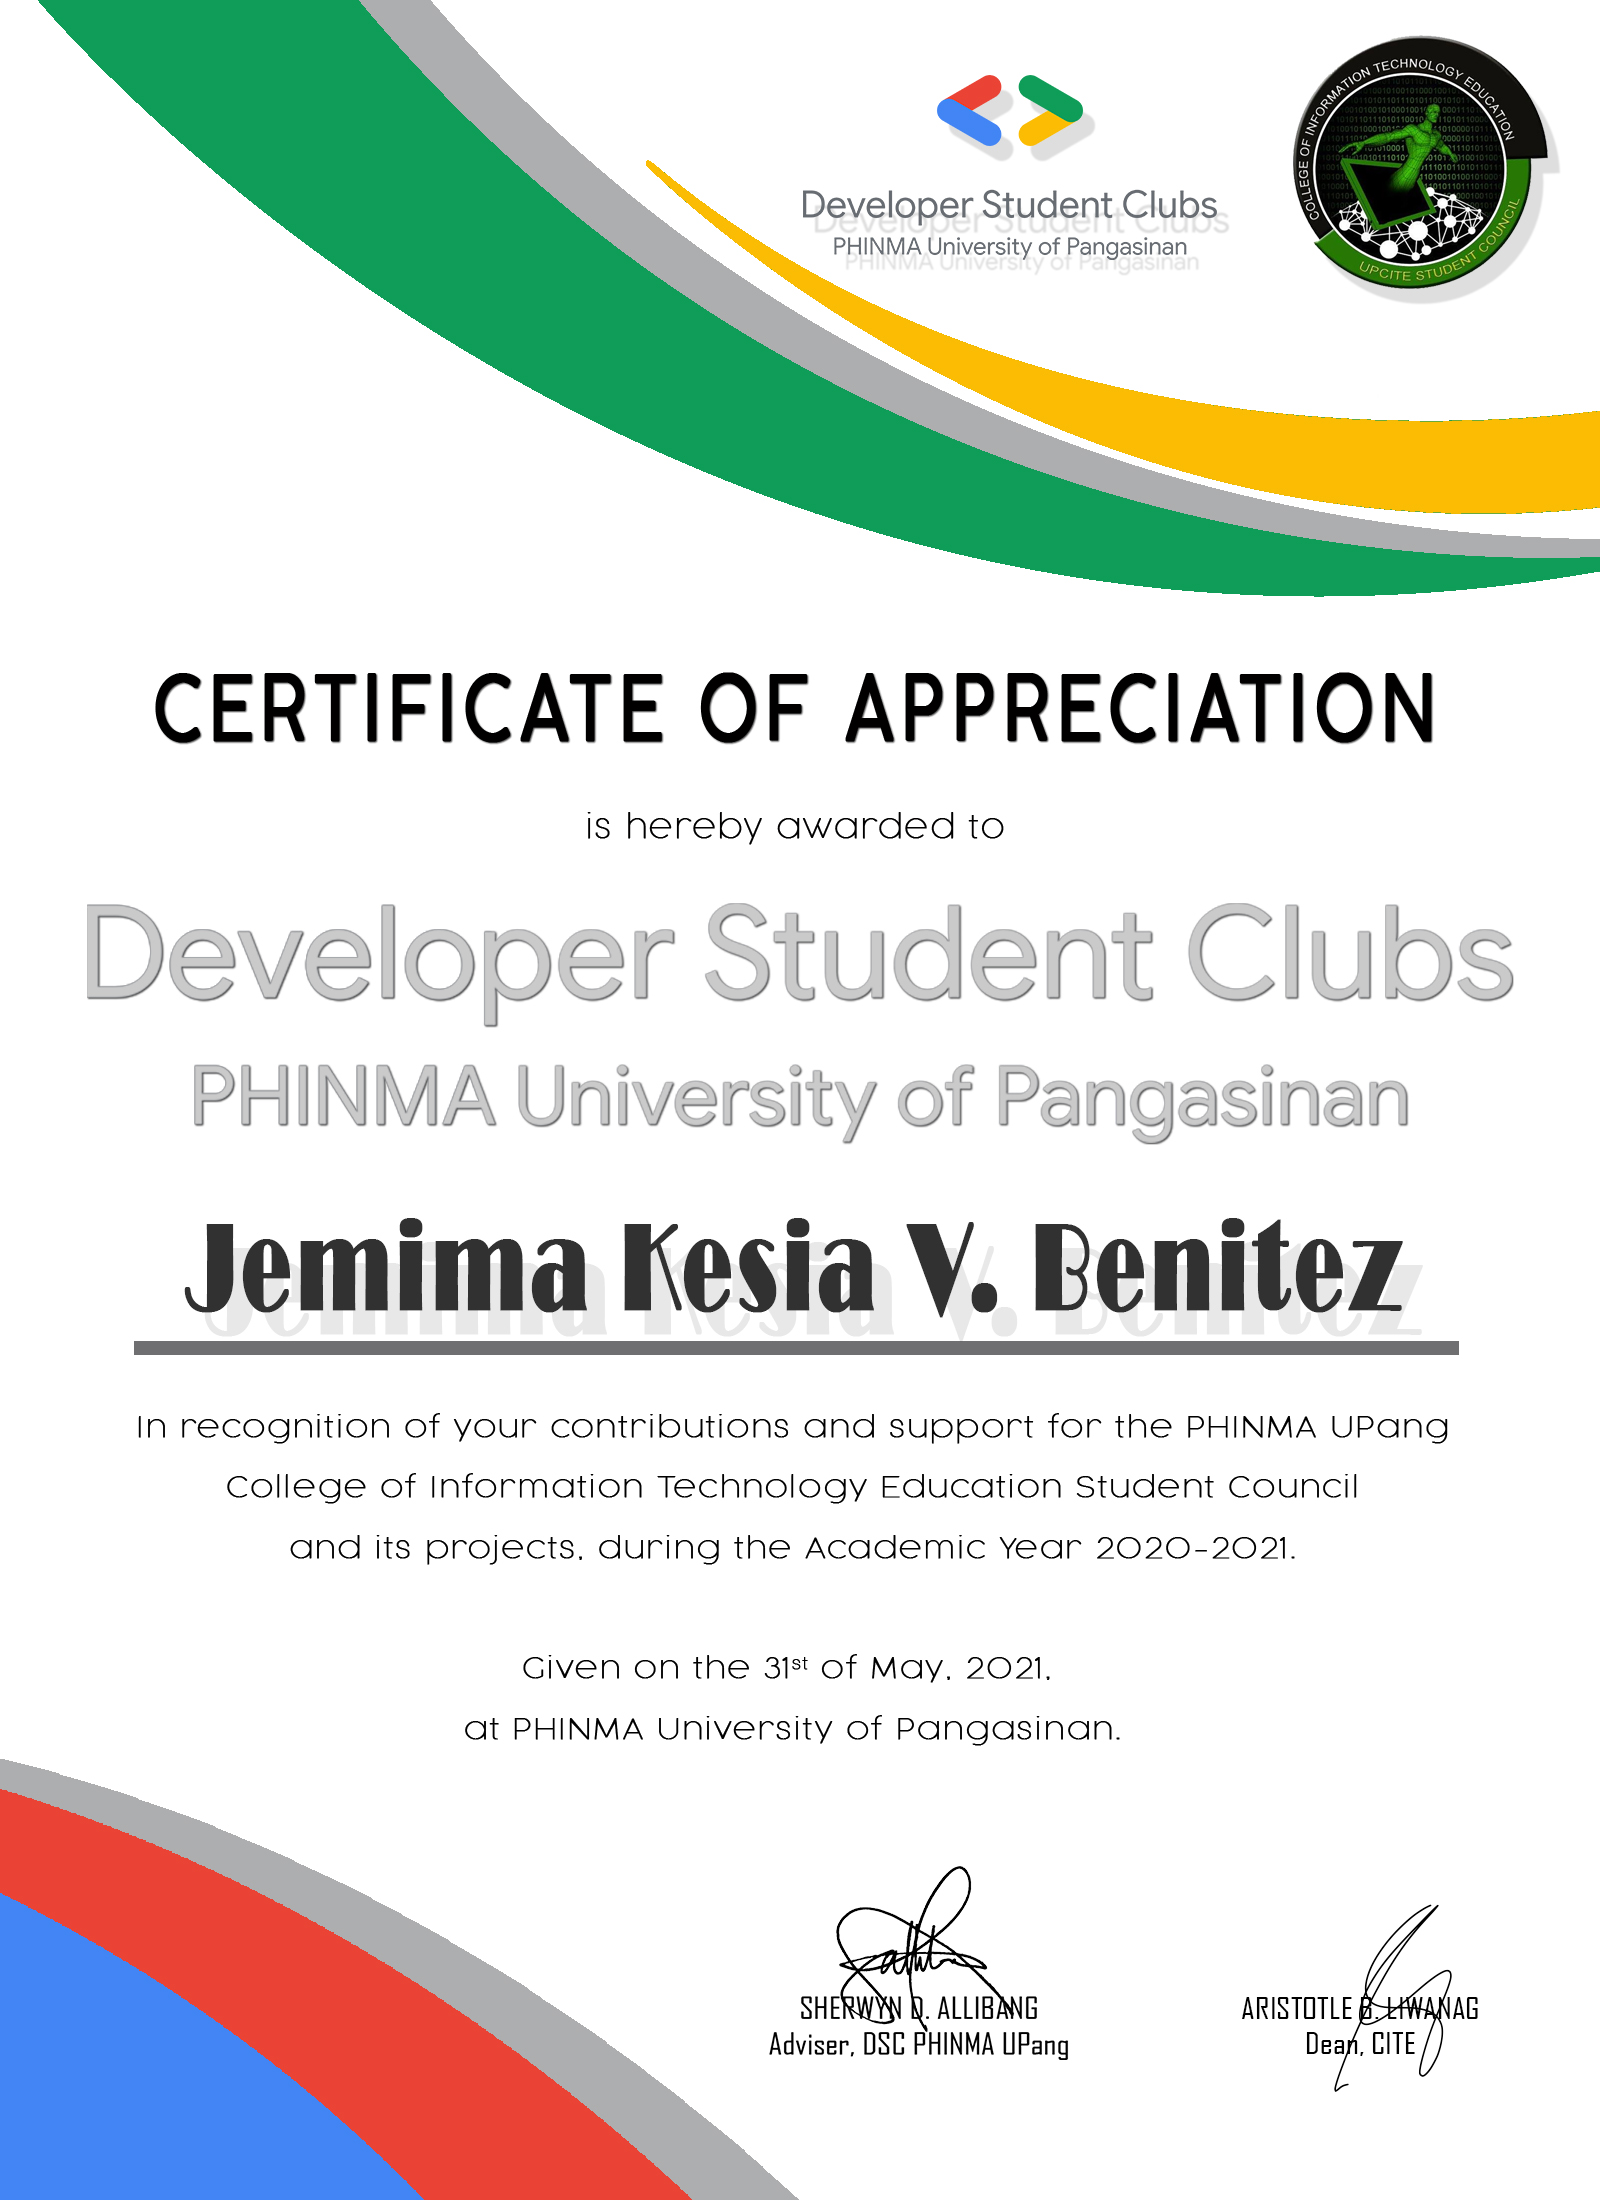 Developer Student Clubs
PHINMA University of Pangasinan
COLLEGE OF INFORMATION TECHNOLOGY EDUCATION
UPCITE STUDENT COUNCIL
CERTIFICATE OF APPRECIATION
is hereby awarded to
Developer Student Clubs
PHINMA University of Pangasinan
Jemima Kesia V. Benitez
In recognition of your contributions and support for the PHINMA UPang
College of Information Technology Education Student Council
and its projects, during the Academic Year 2020-2021.
Given on the 31st of May, 2021,
at PHINMA University of Pangasinan.
SHERWYN D. ALLIBANG
Adviser, DSC PHINMA UPang
ARISTOTLE B. LIWANAG
Dean, CITE